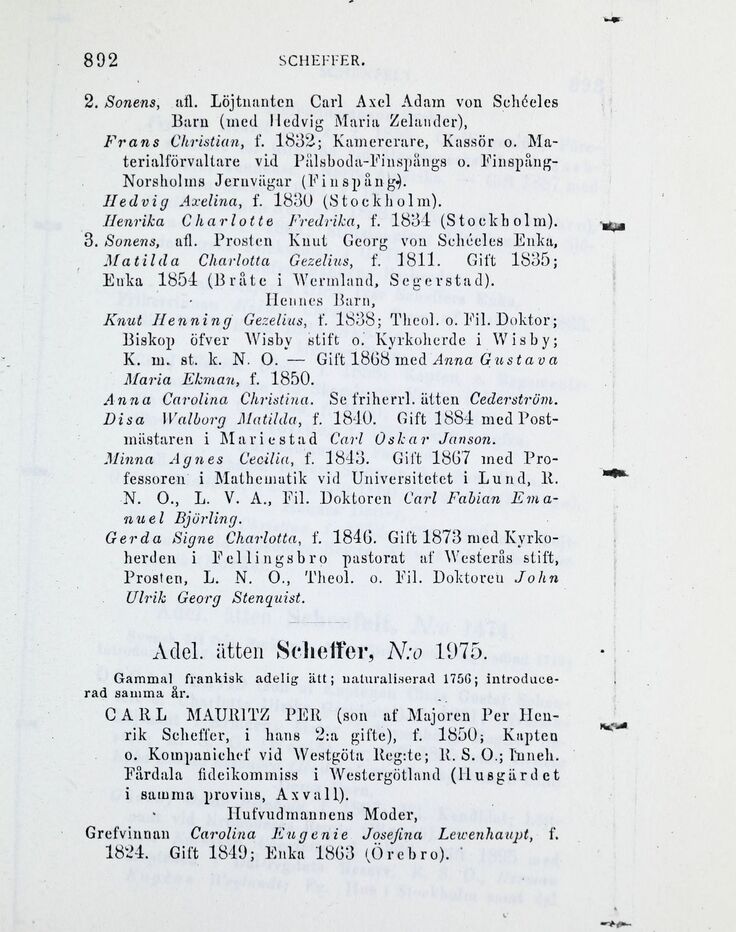 892 SCHEFFER.
2. Sonens, afl. Löjtnanten Carl Axel Adam von Schéeles
Barn (med Hedvig Maria Zelander),
Frans Christian, f. 1832; Kamererare, Kassör o. Ma-
terialförvaltare vid Pålsboda-Finspångs o. Finspång-
Norsholms Jernvägar (Finspång).
Hedvig Axelina, f. 1830 (Stockholm).
Henrika Charlotte Fredrika, f. 1834 (Stockholm).
3. Sonens, afl. Prosten Knut Georg von Schéeles Enka,
Matilda Charlotta Gezelius, f. 1811. Gift 1835;
Enka 1854 (Bråte i Wermland, Segerstad).
Hennes Barn,
Knut Henning Gezelius, f. 1838; Theol. o. Fil. Doktor;
Biskop öfver Wisby stift o. Kyrkoherde i Wisby;
K. m. st. k. N. O. — Gift 1868 med Anna Gustava
Maria Ekman, f. 1850.
Anna Carolina Christina. Se friherrl. ätten Cederström.
Disa Walborg Matilda, f. 1840. Gift 1884 med Post-
mästaren i Mariestad Carl Oskar Janson.
Minna Agnes Cecilia, f. 1843. Gift 1867 med Pro-
fessoren i Mathematik vid Universitetet i Lund, R.
N. O., L. V. A., Fil. Doktoren Carl Fabian Ema-
nuel Björling.
Gerda Signe Charlotta, f. 1846. Gift 1873 med Kyrko-
herden i Fellingsbro pastorat af Westerås stift,
Prosten, L. N. O., Theol. o. Fil. Doktoren John
Ulrik Georg Stenquist.
Adel. ätten Scheffer, N:o 1975.
Gammal frankisk adelig ätt; naturaliserad 1756; introduce-
rad samma år.
CARL MAURITZ PER (son af Majoren Per Hen-
rik Scheffer, i hans 2:a gifte), f. 1850; Kapten
o. Kompanichef vid Westgöta Reg:te; R. S. O.; Inneh.
Fårdala fideikommiss i Westergötland (Husgärdet
i samma provins, Axvall).
Hufvudmannens Moder,
Grefvinnan Carolina Eugenie Josefina Lewenhaupt, f.
1824. Gift 1849; Enka 1863 (Örebro).